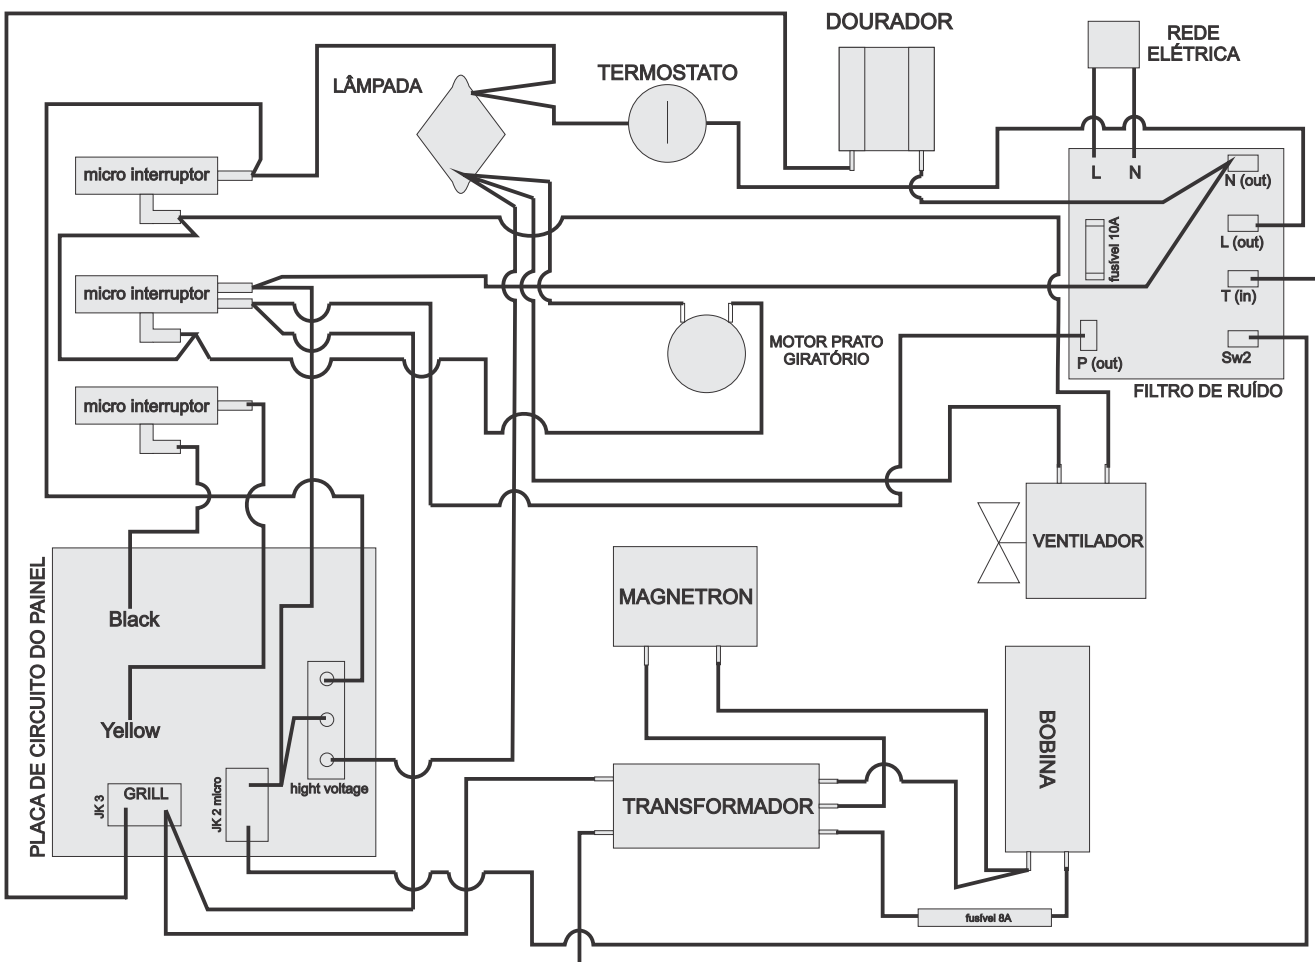 DOURADOR
REDE
ELÉTRICA
LÂMPADA
TERMOSTATO
micro interruptor
L
N
N (out)
fusível 10A
L (out)
micro interruptor
T (in)
MOTOR PRATO
GIRATÓRIO
P (out)
Sw2
FILTRO DE RUÍDO
micro interruptor
VENTILADOR
PLACA DE CIRCUITO DO PAINEL
Black
MAGNETRON
Yellow
BOBINA
JK 3
GRILL
JK 2 micro
hight voltage
TRANSFORMADOR
fusível 8A